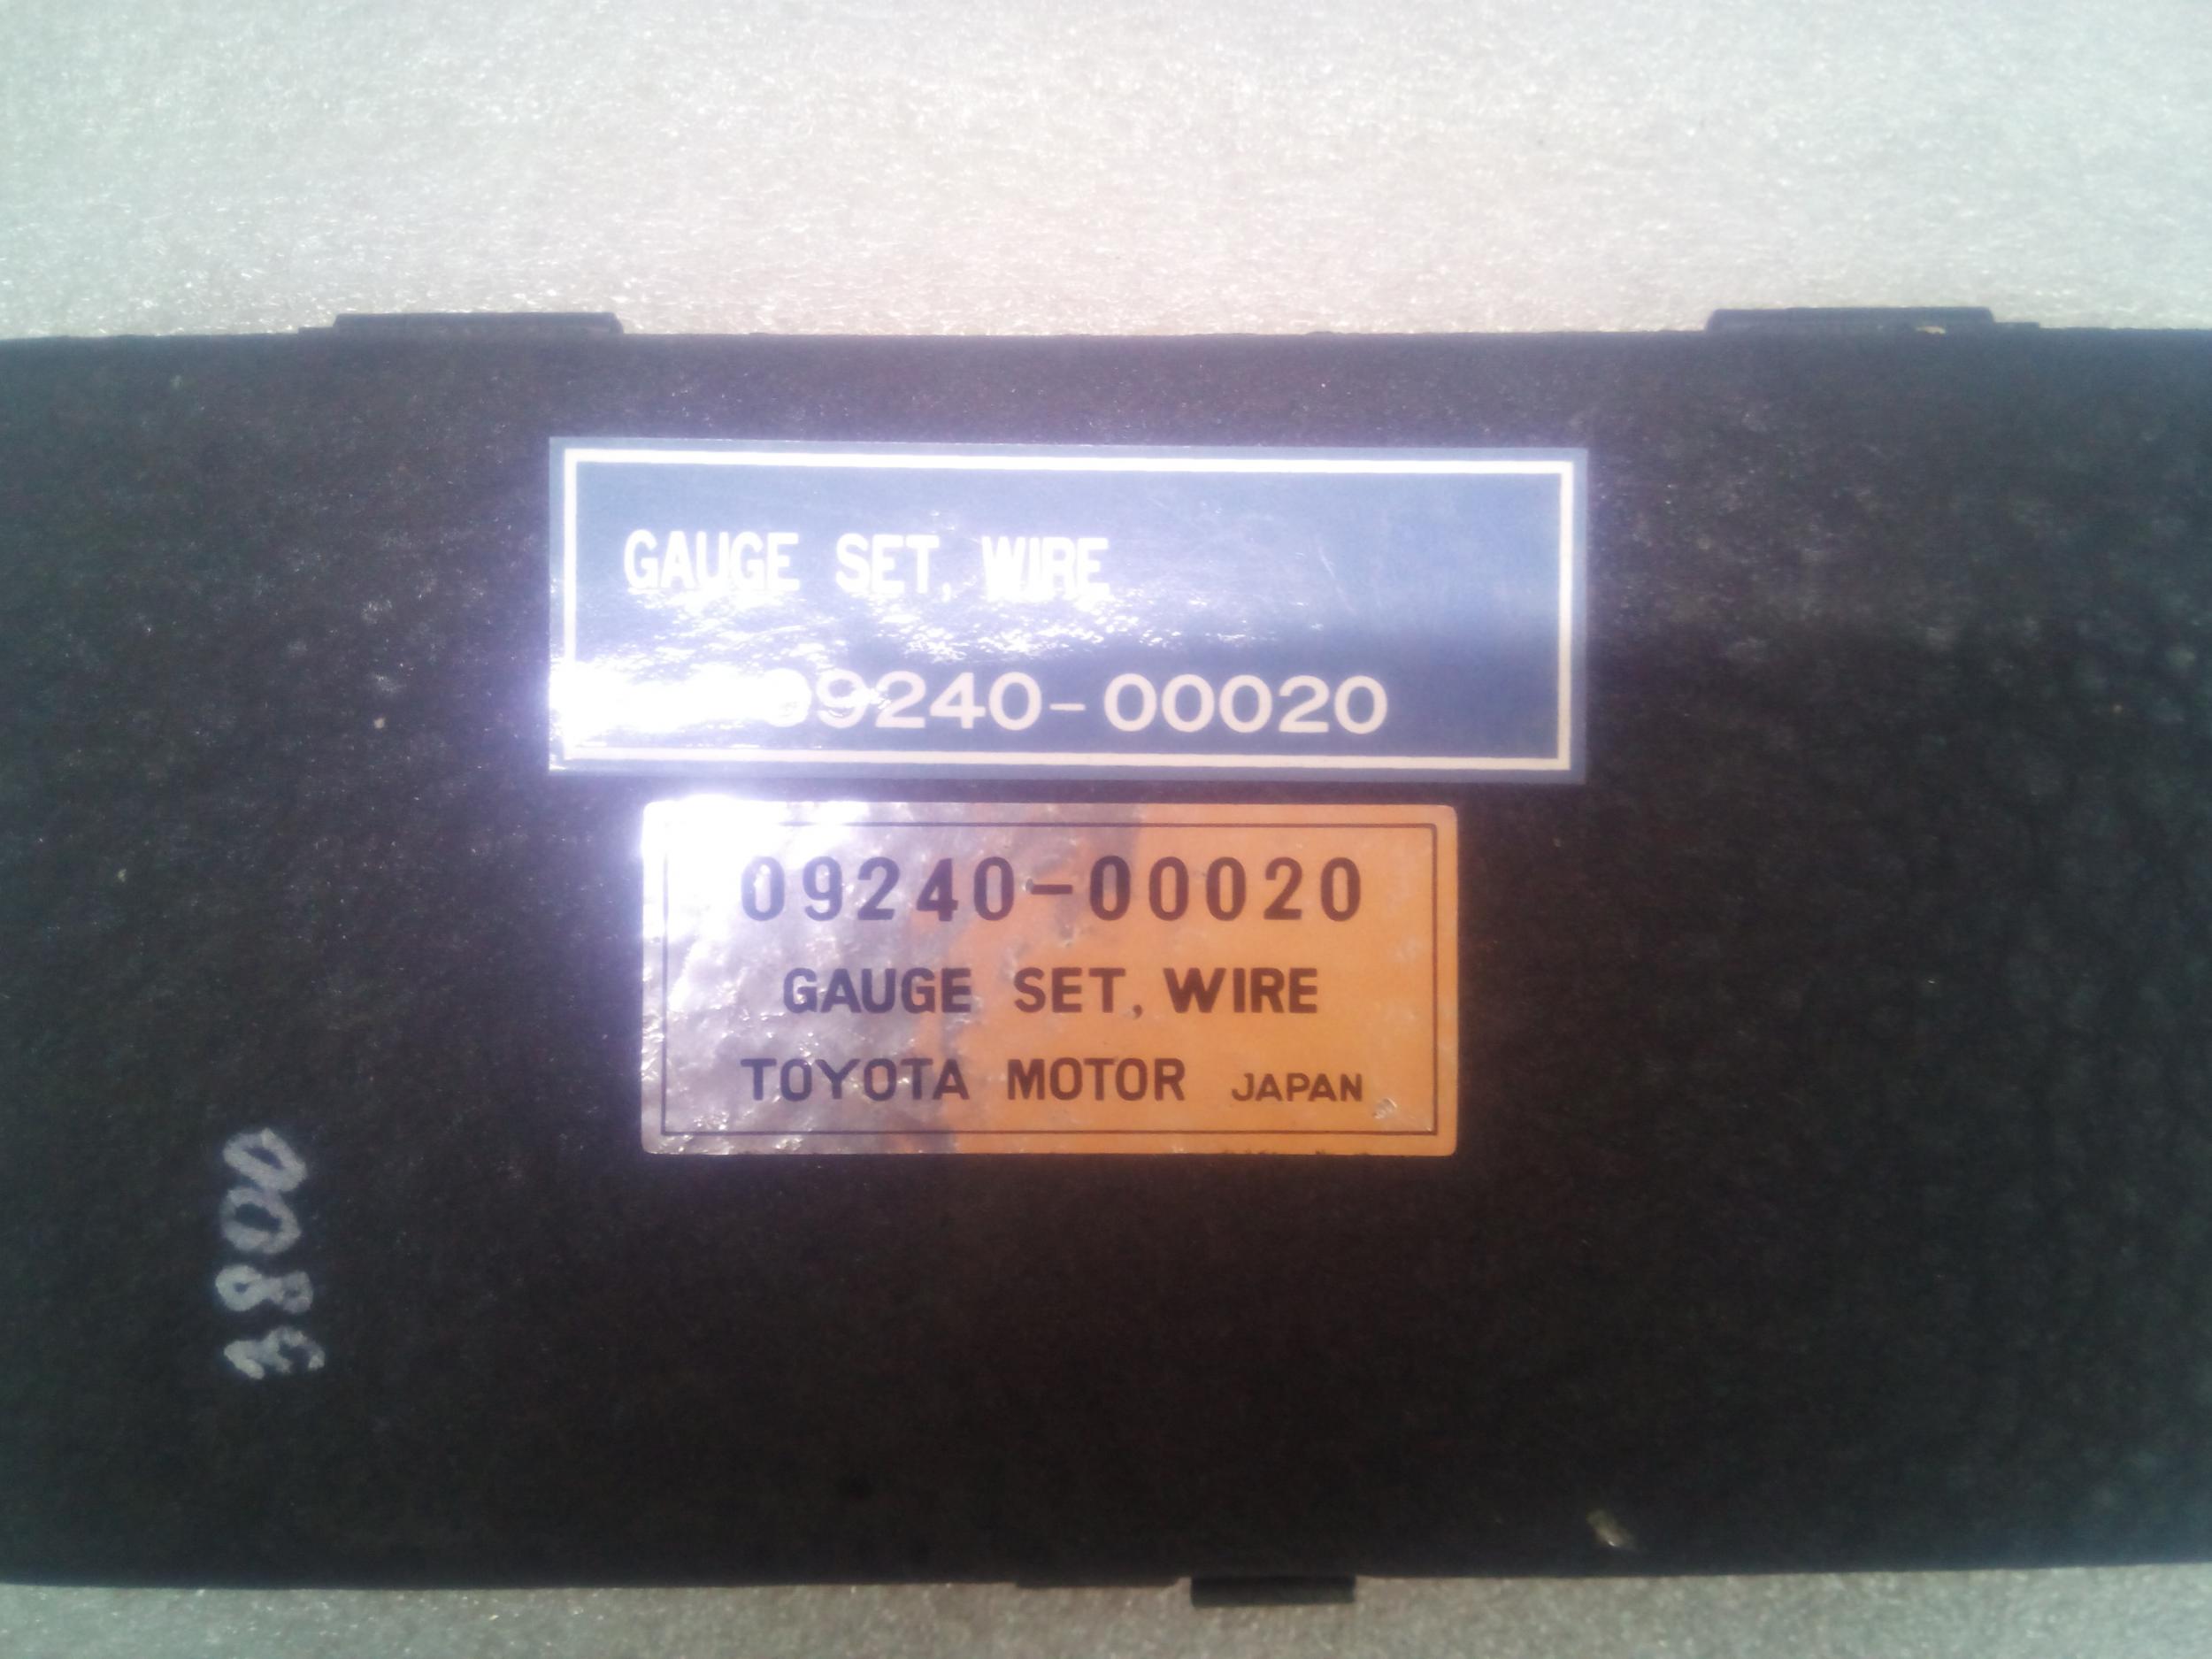 GAUGE SET, WIRE
09240-00020
09240-00020
GAUGE SET, WIRE
TOYOTA MOTOR JAPAN
3800